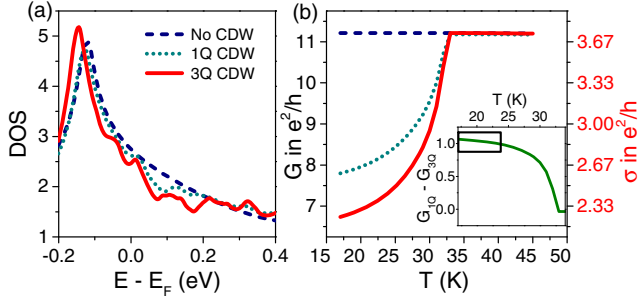 (a)
No CDW
1Q CDW
3Q CDW
DOS
5
4
3
2
1
-0.2
0.0
0.2
0.4
E - E_F (eV)
(b)
G in e²/h
11
10
9
8
7
15 20 25 30 35 40 45 50
T (K)
σ in e²/h
3.67
3.33
3.00
2.67
2.33
T (K)
20
30
G_1Q - G_3Q
1.0
0.5
0.0